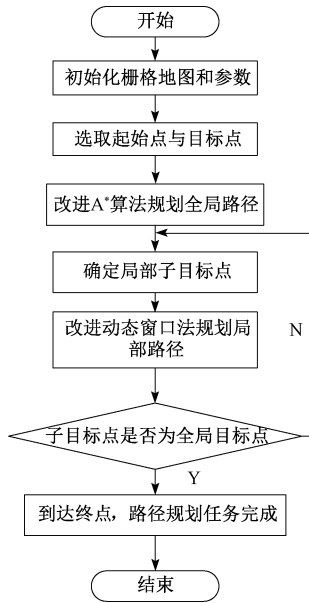 开始
初始化栅格地图和参数
选取起始点与目标点
改进A*算法规划全局路径
确定局部子目标点
改进动态窗口法规划局
部路径
N
子目标点是否为全局目标点
Y
到达终点，路径规划任务完成
结束